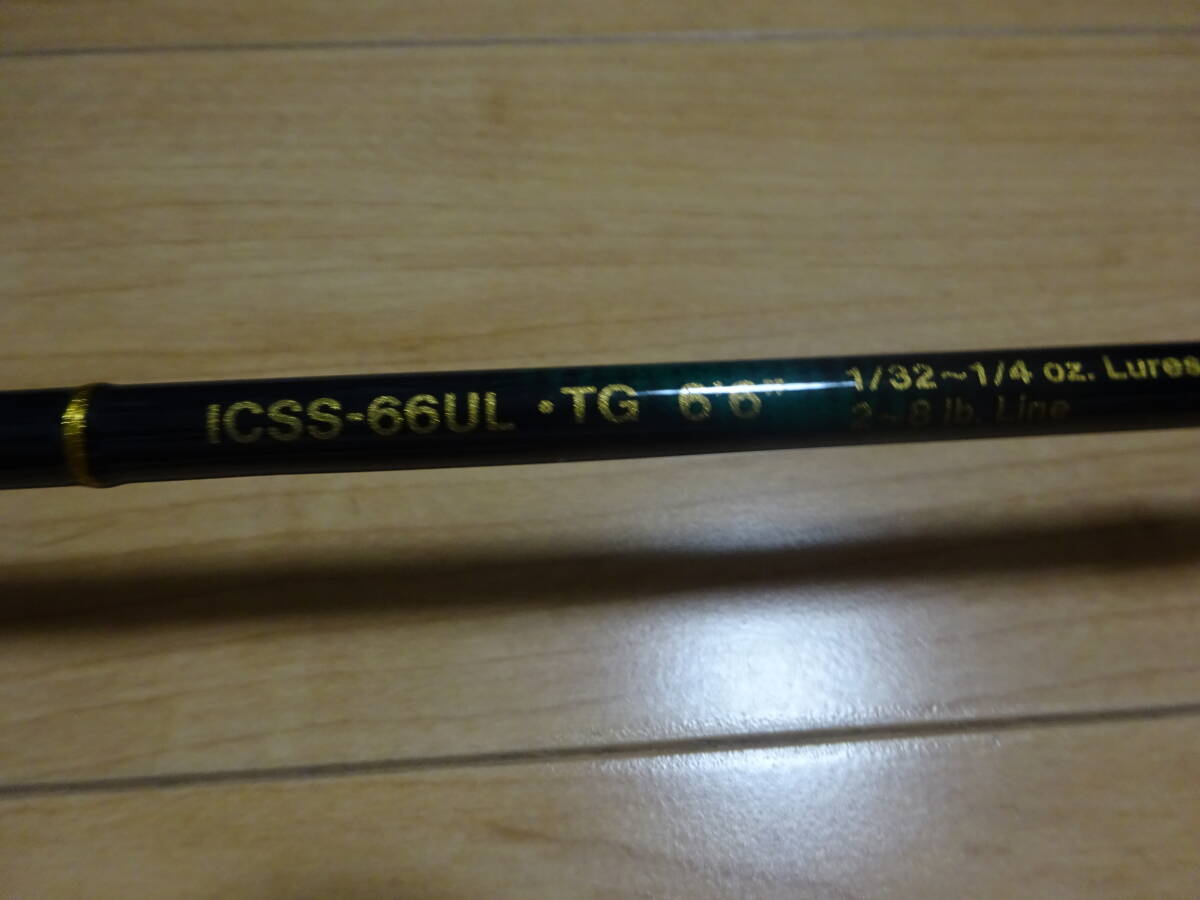 ICSS-66UL • TG 6'6" 1/32~1/4 oz. Lures
2~8 lb. Line